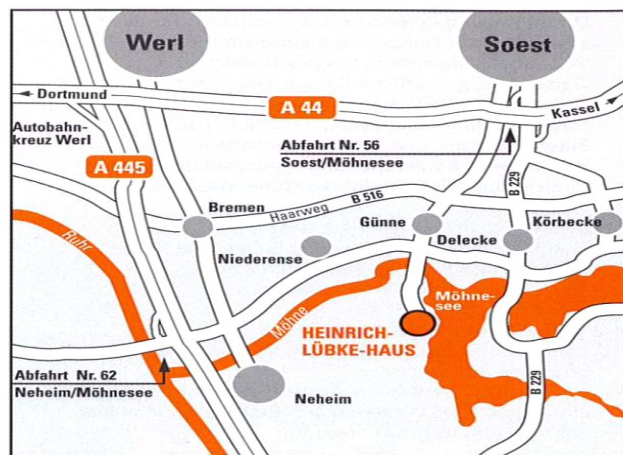 Werl
Soest
Dortmund
A 44
Kassel
Autobahn-
kreuz Werl
Abfahrt Nr. 56
Soest/Möhnesee
A 445
B 229
Bremen
Haarweg
B 516
Günne
Körbecke
Ruhr
Niederense
Delecke
Möhne-
see
Möhne
HEINRICH-
LÜBKE-HAUS
Abfahrt Nr. 62
Neheim/Möhnesee
Neheim
B 229